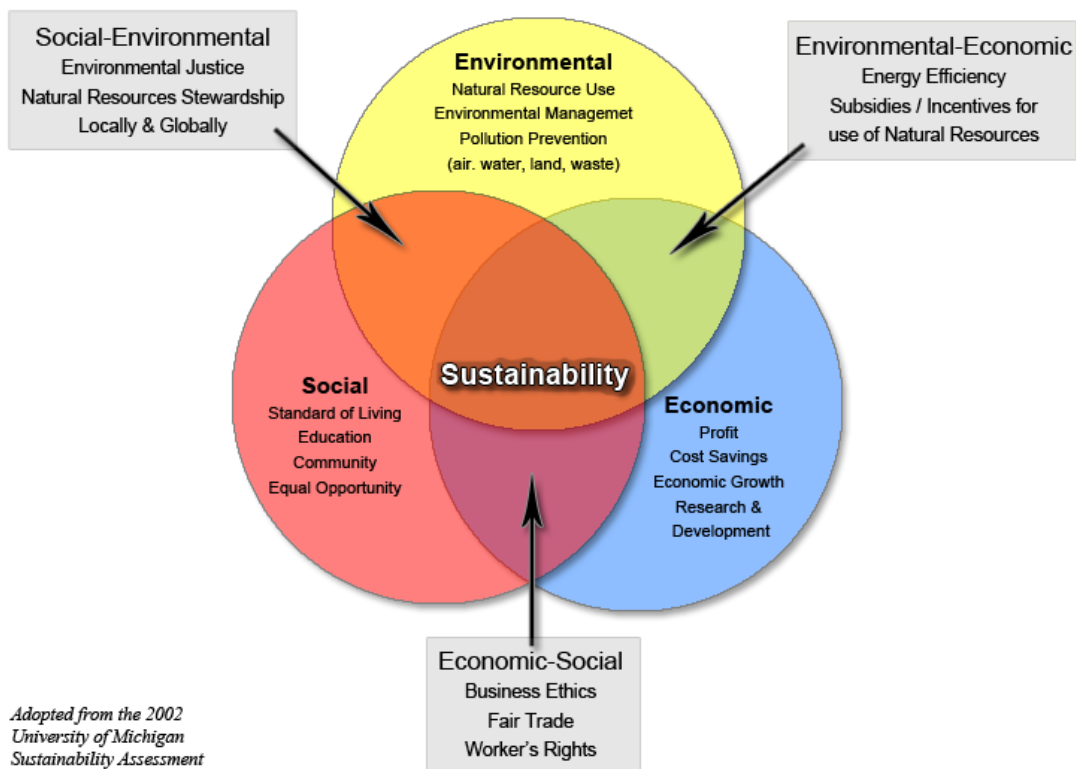 Social-Environmental
Environmental Justice
Natural Resources Stewardship
Locally & Globally
Environmental
Natural Resource Use
Environmental Managemet
Pollution Prevention
(air. water, land, waste)
Environmental-Economic
Energy Efficiency
Subsidies / Incentives for
use of Natural Resources
Sustainability
Social
Standard of Living
Education
Community
Equal Opportunity
Economic
Profit
Cost Savings
Economic Growth
Research &
Development
Economic-Social
Business Ethics
Fair Trade
Worker's Rights
Adopted from the 2002
University of Michigan
Sustainability Assessment